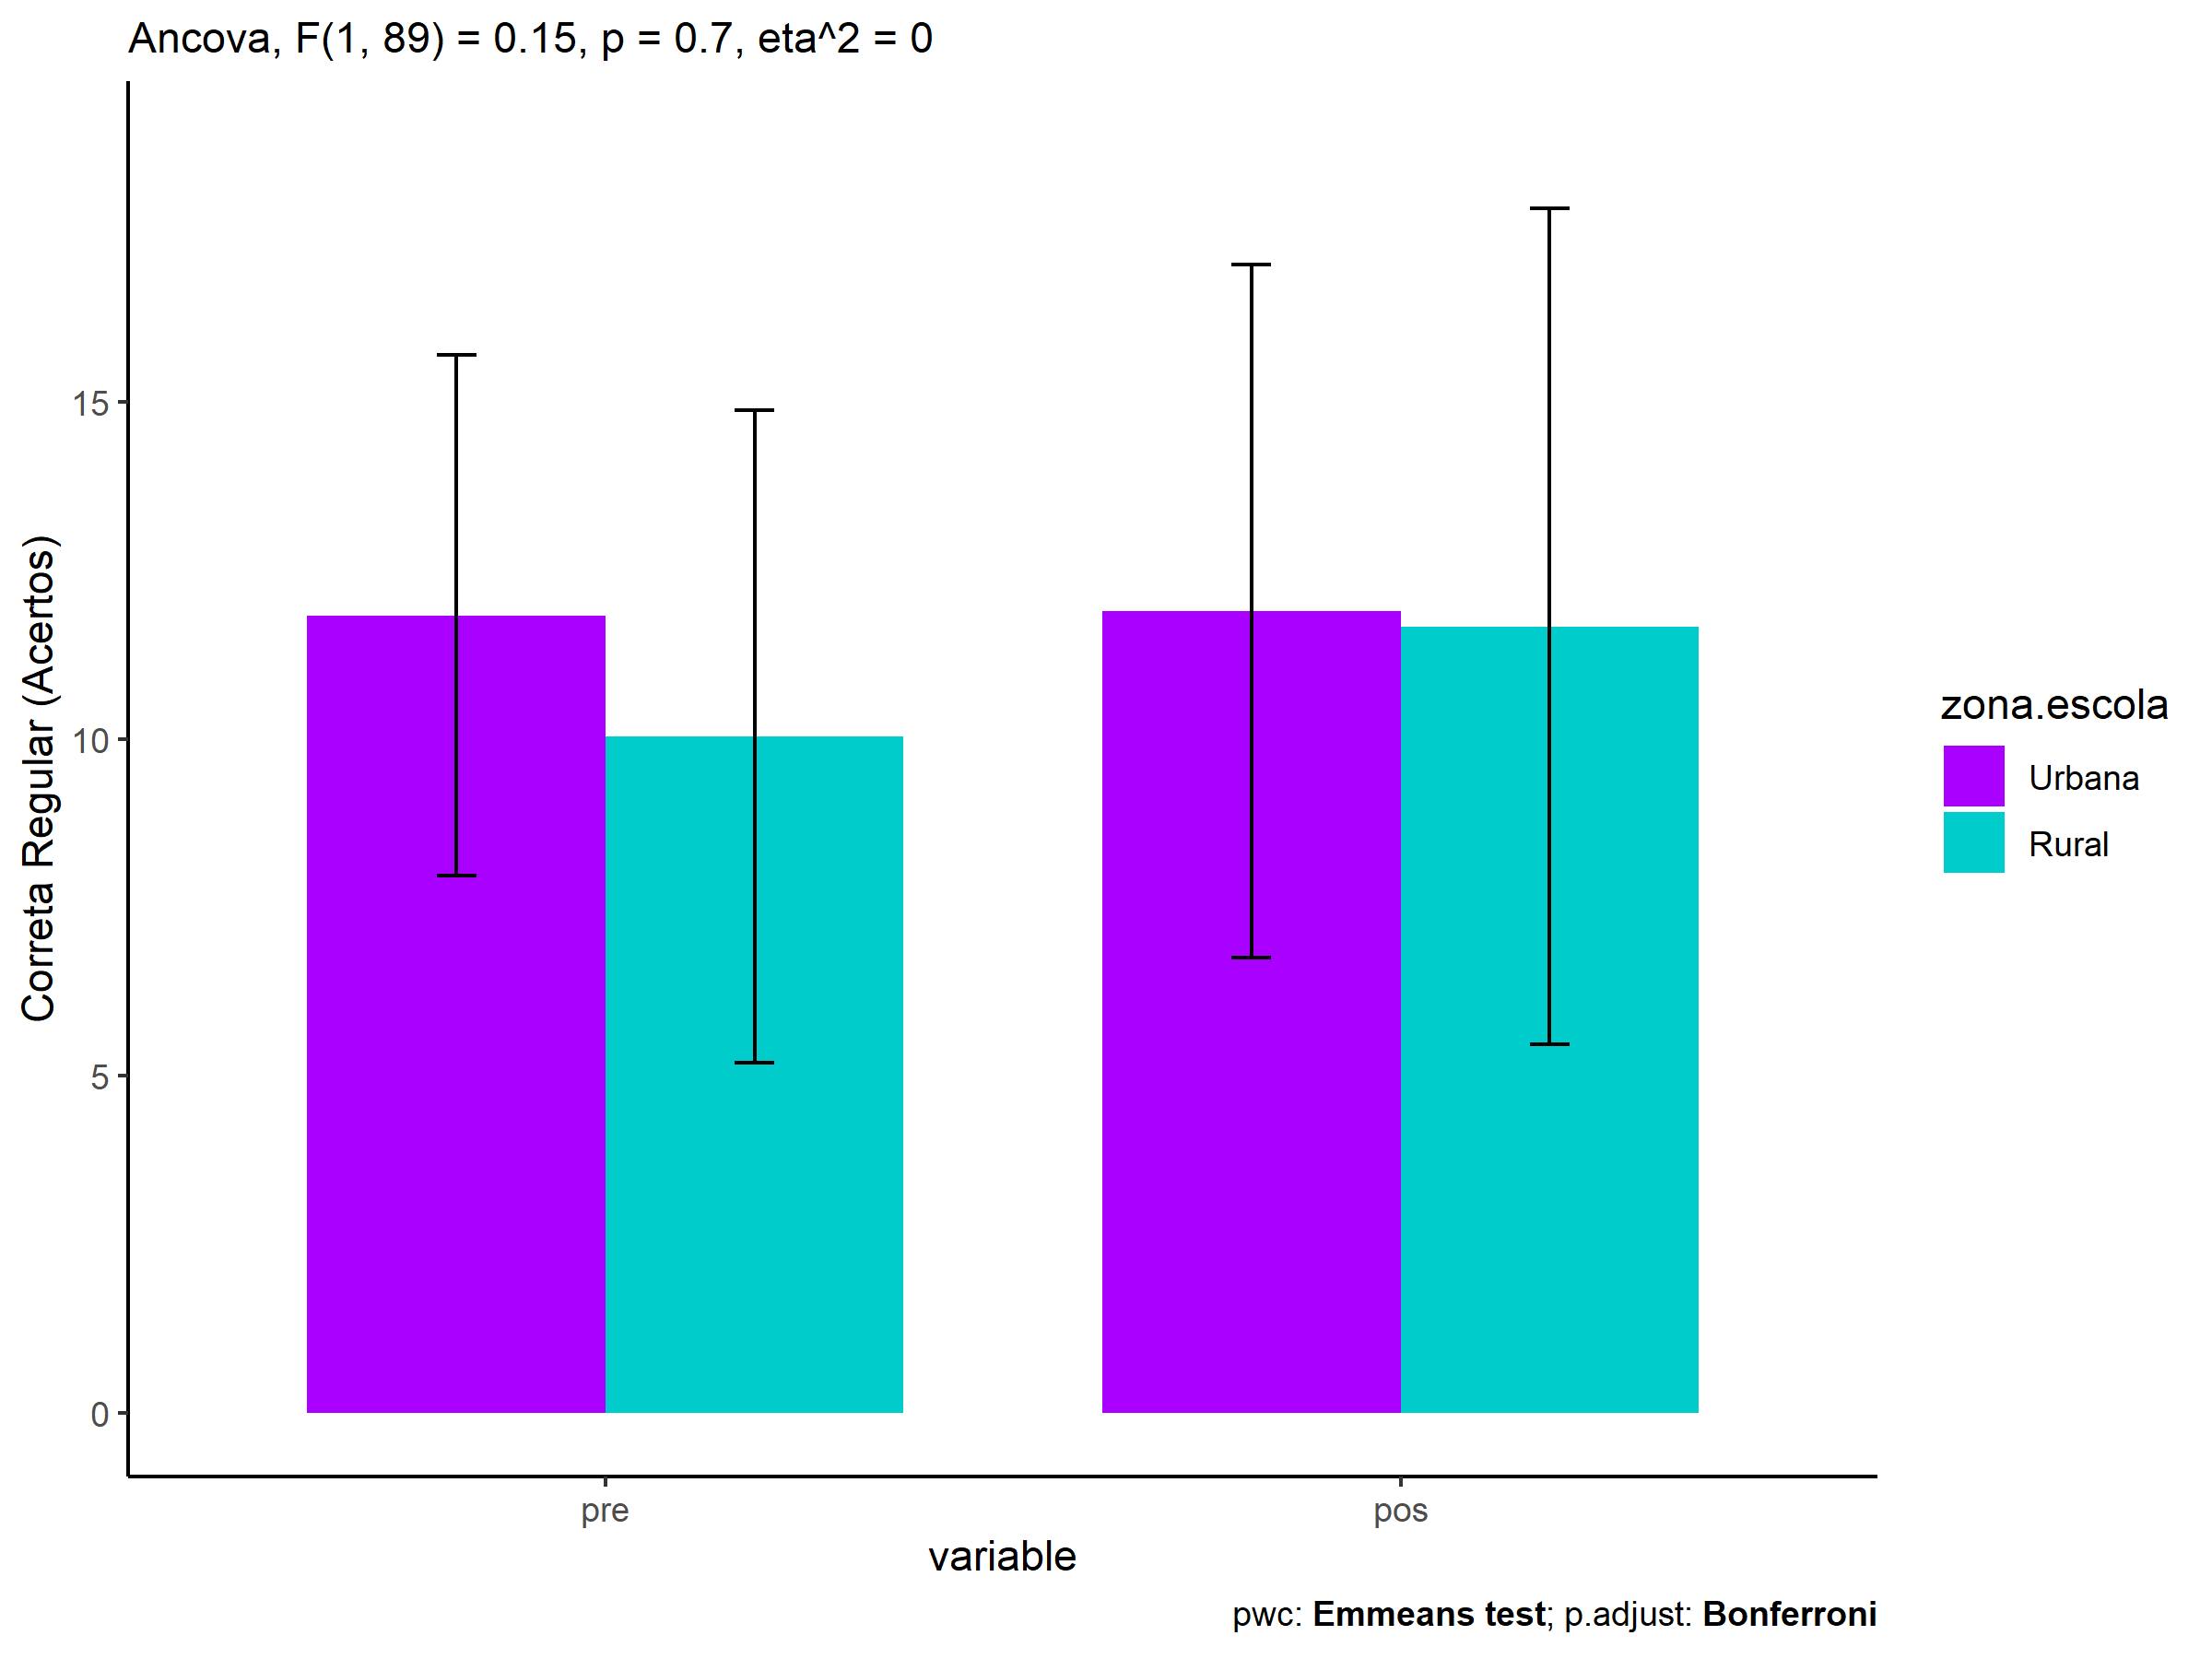 Ancova, F(1, 89) = 0.15, p = 0.7, eta^2 = 0
Correta Regular (Acertos)
15
10
5
0
pre
pos
variable
zona.escola
Urbana
Rural
pwc: Emmeans test; p.adjust: Bonferroni